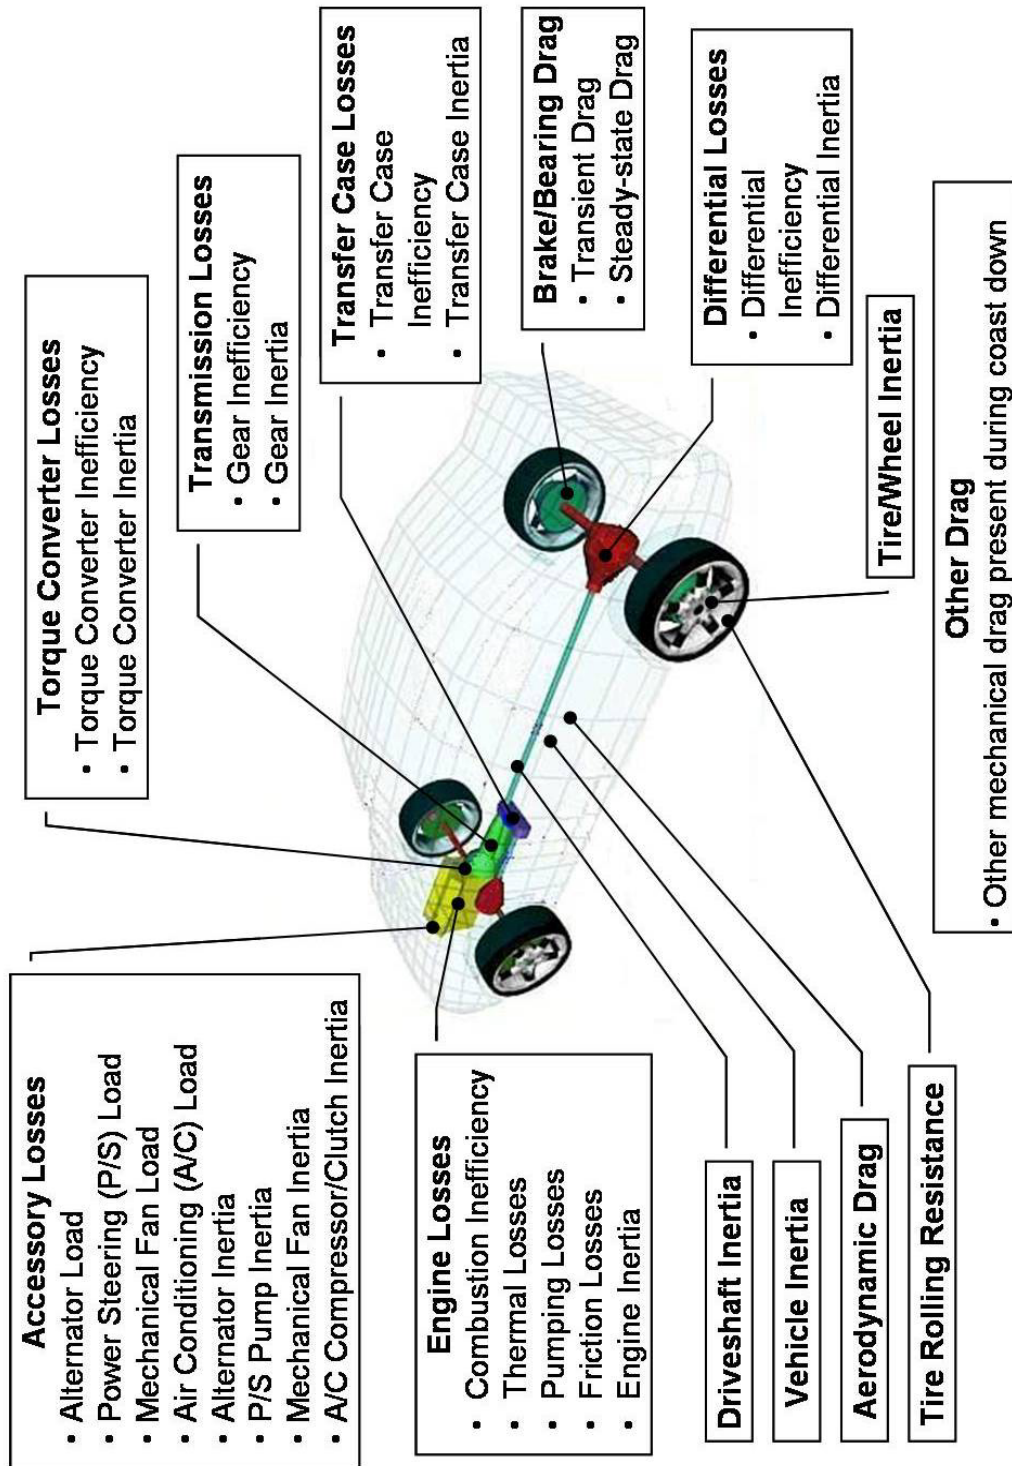 Accessory Losses
• Alternator Load
• Power Steering (P/S) Load
• Mechanical Fan Load
• Air Conditioning (A/C) Load
• Alternator Inertia
• P/S Pump Inertia
• Mechanical Fan Inertia
• A/C Compressor/Clutch Inertia
Torque Converter Losses
• Torque Converter Inefficiency
• Torque Converter Inertia
Transmission Losses
• Gear Inefficiency
• Gear Inertia
Transfer Case Losses
• Transfer Case
Inefficiency
• Transfer Case Inertia
Brake/Bearing Drag
• Transient Drag
• Steady-state Drag
Differential Losses
• Differential
Inefficiency
• Differential Inertia
Engine Losses
• Combustion Inefficiency
• Thermal Losses
• Pumping Losses
• Friction Losses
• Engine Inertia
Driveshaft Inertia
Vehicle Inertia
Aerodynamic Drag
Tire Rolling Resistance
Tire/Wheel Inertia
Other Drag
• Other mechanical drag present during coast down